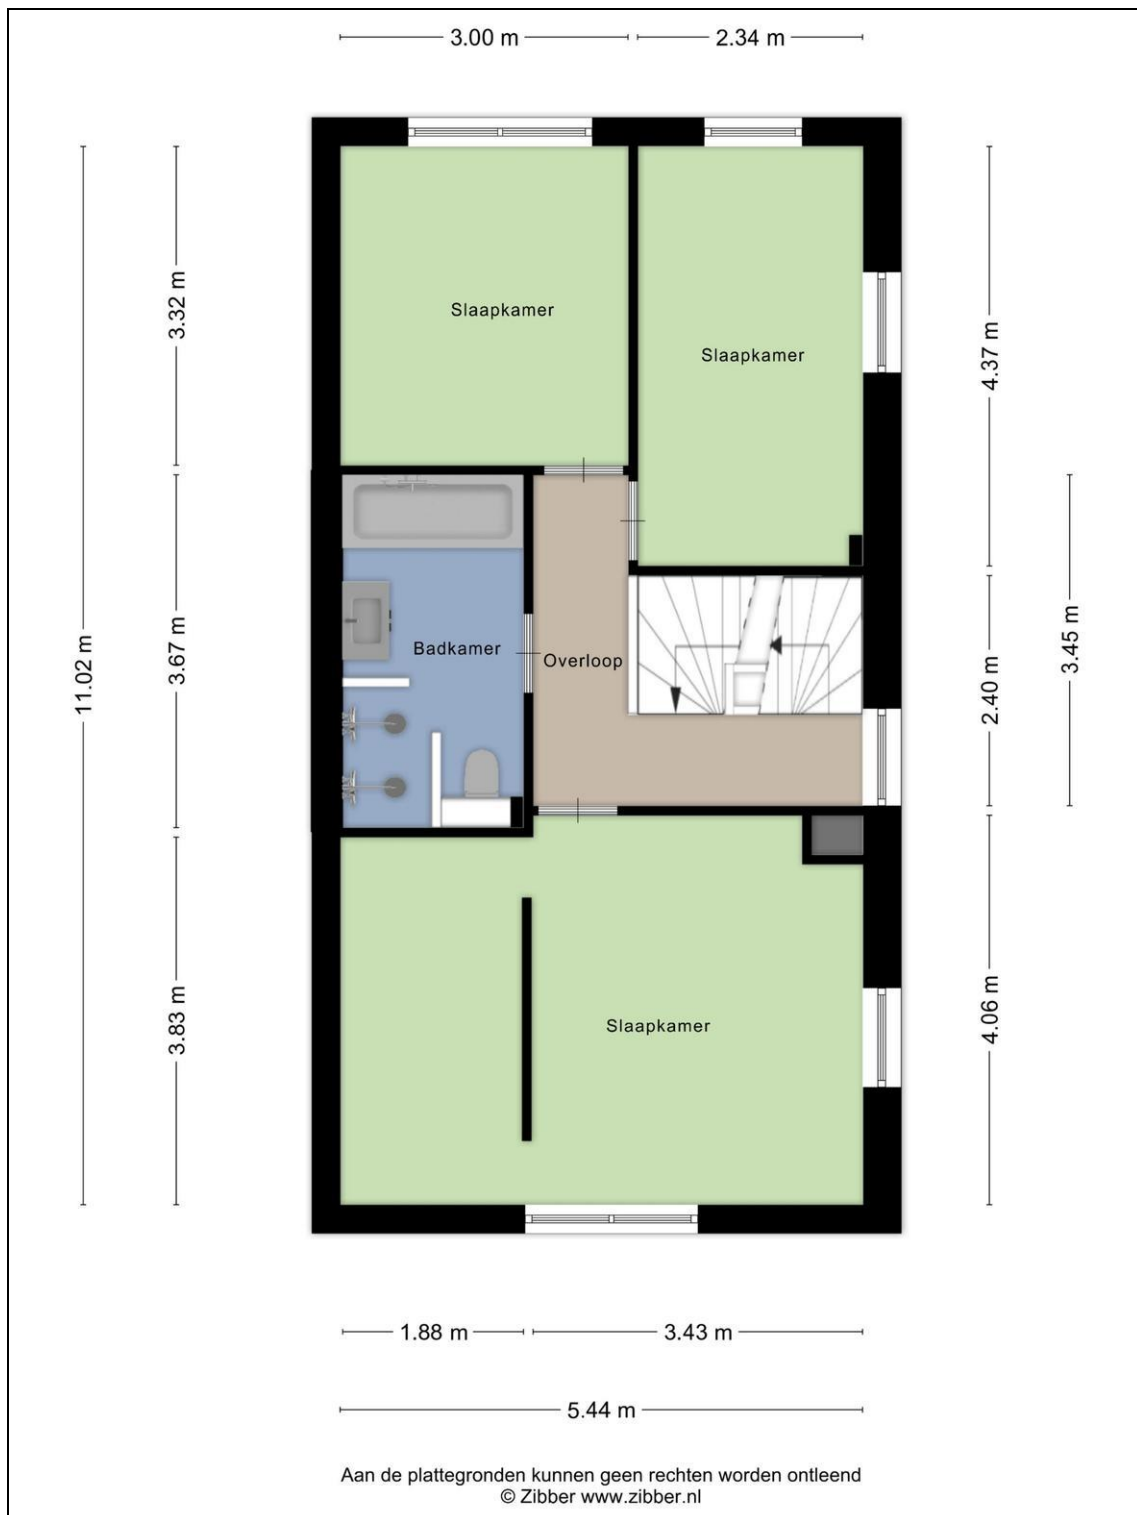 3.00 m
2.34 m
3.32 m
Slaapkamer
Slaapkamer
4.37 m
11.02 m
3.67 m
Badkamer
Overloop
2.40 m
3.45 m
3.83 m
Slaapkamer
4.06 m
1.88 m
3.43 m
5.44 m
Aan de plattegronden kunnen geen rechten worden ontleend
© Zibber www.zibber.nl